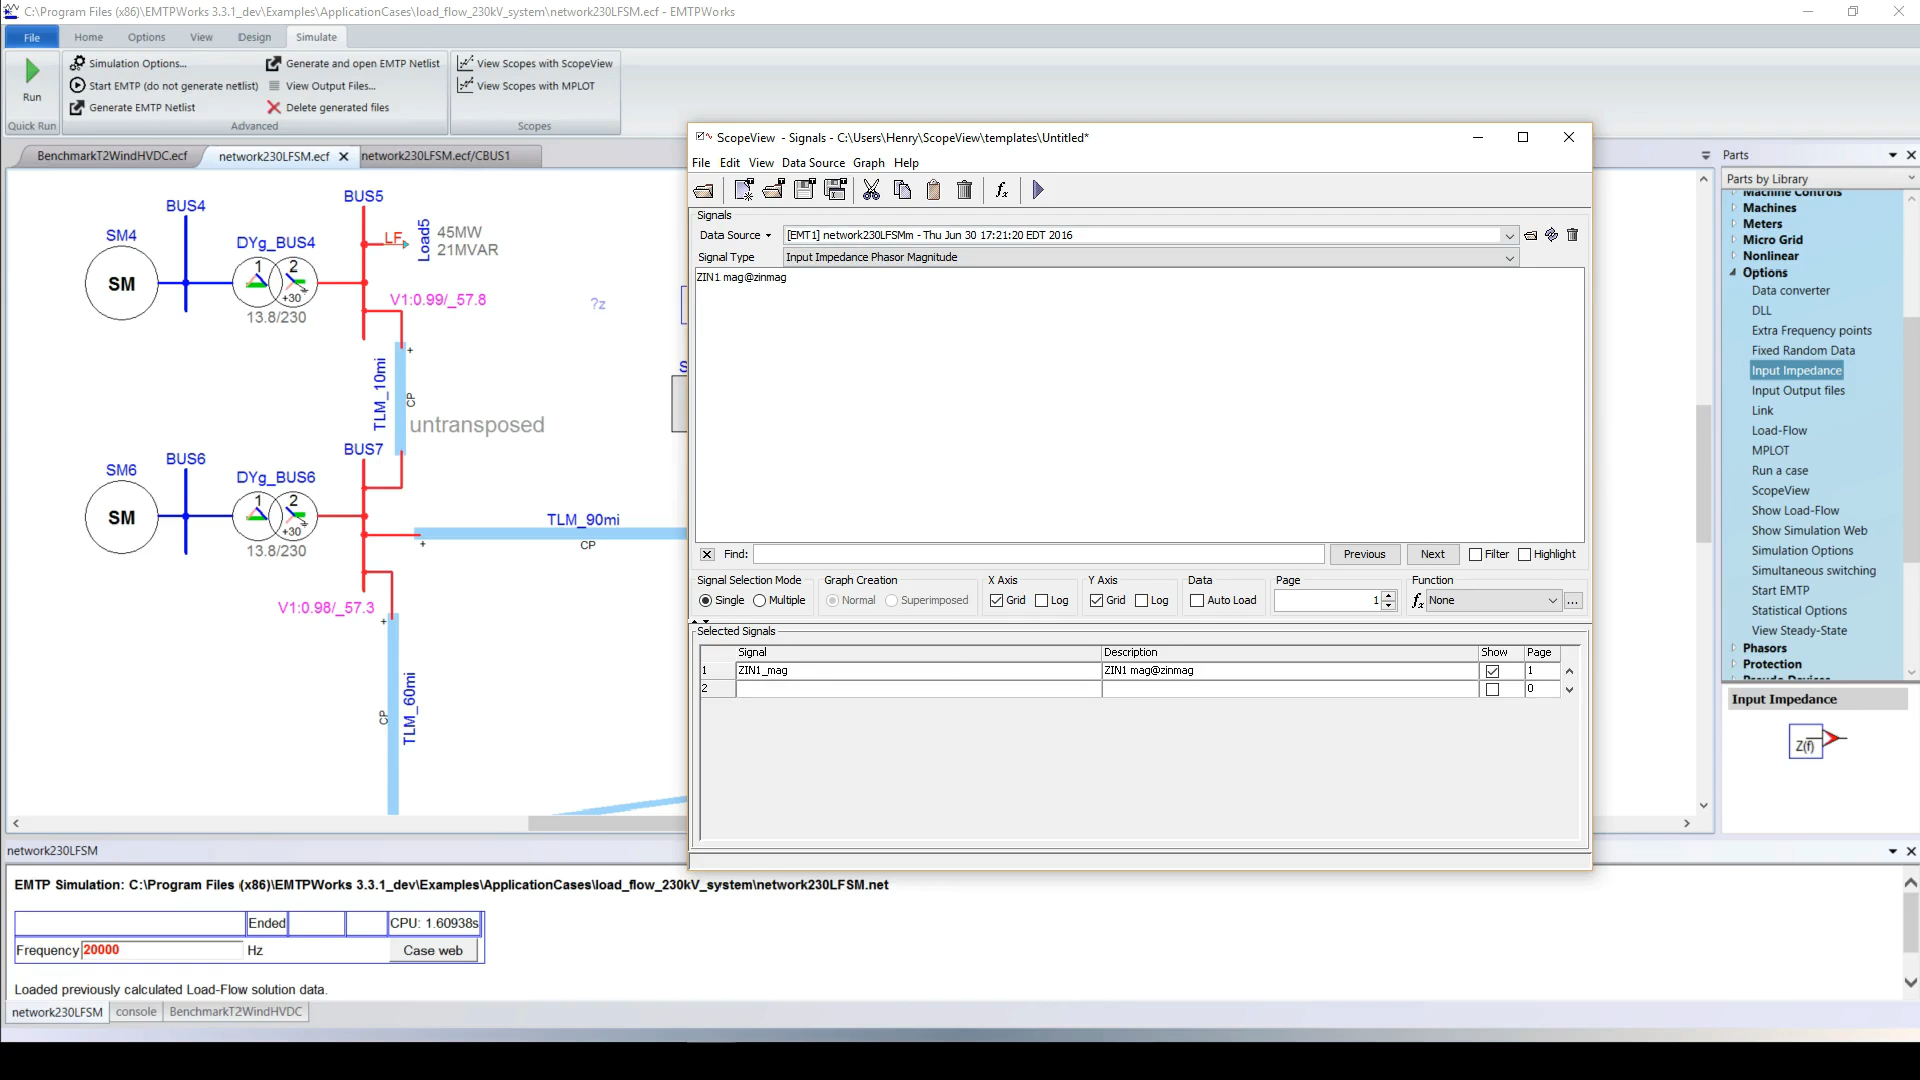 C:\Program Files (x86)\EMTPWorks 3.3.1_dev\Examples\ApplicationCases\load_flow_230kV_system\network230LFSM.ecf - EMTPWorks
File Home Options View Design Simulate
Run
Quick Run
Simulation Options...
Start EMTP (do not generate netlist)
Generate EMTP Netlist
Generate and open EMTP Netlist
View Output Files...
Delete generated files
Advanced
View Scopes with ScopeView
View Scopes with MPLOT
Scopes
BenchmarkT2WindHVDC.ecf network230LFSM.ecf network230LFSM.ecf/CBUS1
BUS4
BUS5
SM4
SM
DYg_BUS4
1 2
+30
13.8/230
LF
Load5
45MW
21MVAR
V1:0.99/_57.8
?z
+
TLM_10mi
CP
untransposed
BUS7
SM6
SM
BUS6
DYg_BUS6
1 2
+30
13.8/230
TLM_90mi
+
CP
V1:0.98/_57.3
+
TLM_60mi
CP
S
ScopeView - Signals - C:\Users\Henry\ScopeView\templates\Untitled*
File Edit View Data Source Graph Help
Signals
Data Source [EMT1] network230LFSMm - Thu Jun 30 17:21:20 EDT 2016
Signal Type Input Impedance Phasor Magnitude
ZIN1 mag@zinmag
Find: Previous Next Filter Highlight
Signal Selection Mode Graph Creation X Axis Y Axis Data Page Function
Single Multiple Normal Superimposed Grid Log Grid Log Auto Load 1 fx None ...
Selected Signals
Signal Description Show Page
1 ZIN1_mag ZIN1 mag@zinmag 1
2 0
Parts
Parts by Library
Machine Controls
Machines
Meters
Micro Grid
Nonlinear
Options
Data converter
DLL
Extra Frequency points
Fixed Random Data
Input Impedance
Input Output files
Link
Load-Flow
MPLOT
Run a case
ScopeView
Show Load-Flow
Show Simulation Web
Simulation Options
Simultaneous switching
Start EMTP
Statistical Options
View Steady-State
Phasors
Protection
Pseudo Devices
Input Impedance
Z(f)
network230LFSM
EMTP Simulation: C:\Program Files (x86)\EMTPWorks 3.3.1_dev\Examples\ApplicationCases\load_flow_230kV_system\network230LFSM.net
Ended CPU: 1.60938s
Frequency 20000 Hz Case web
Loaded previously calculated Load-Flow solution data.
network230LFSM console BenchmarkT2WindHVDC